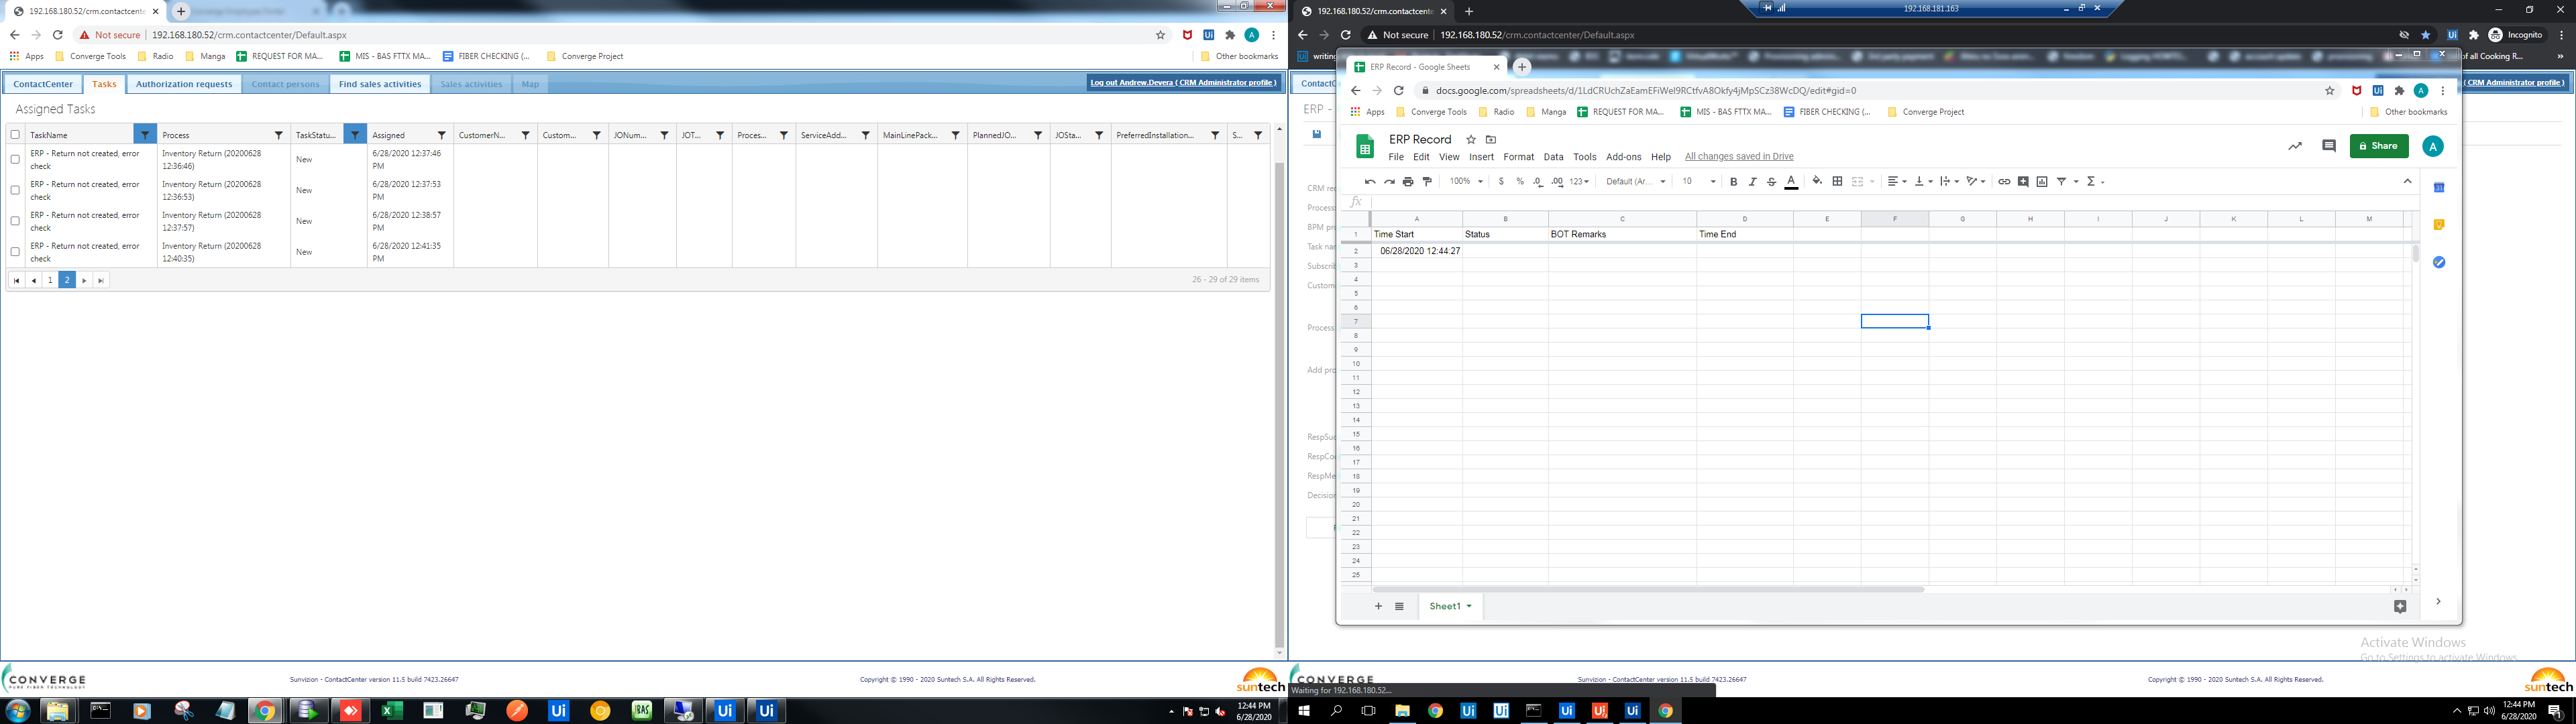 192.168.180.52/crm.contactcente
Not secure | 192.168.180.52/crm.contactcenter/Default.aspx
Apps Converge Tools Radio Manga REQUEST FOR MA... MIS - BAS FTTX MA... FIBER CHECKING (... Converge Project Other bookmarks
ContactCenter Tasks Authorization requests Contact persons Find sales activities Sales activities Map Log out Andrew.Devera ( CRM Administrator profile )
Assigned Tasks
TaskName Process TaskStatu... Assigned CustomerN... Custom... JONum... JOT... Proces... ServiceAdd... MainLinePack... PlannedJO... JOSta... PreferredInstallation... S...
ERP - Return not created, error check Inventory Return (20200628 12:36:46) New 6/28/2020 12:37:46 PM
ERP - Return not created, error check Inventory Return (20200628 12:36:53) New 6/28/2020 12:37:53 PM
ERP - Return not created, error check Inventory Return (20200628 12:37:57) New 6/28/2020 12:38:57 PM
ERP - Return not created, error check Inventory Return (20200628 12:40:35) New 6/28/2020 12:41:35 PM
1 2 26 - 29 of 29 items
CONVERGE
PURE FIBER TECHNOLOGY
Sunvizion - ContactCenter version 11.5 build 7423.26647
Copyright © 1990 - 2020 Suntech S.A. All Rights Reserved.
suntech
12:44 PM
6/28/2020
192.168.180.52/crm.contactcente
192.168.181.163
Not secure | 192.168.180.52/crm.contactcenter/Default.aspx
Incognito
writing
of all Cooking R...
ContactC
( CRM Administrator profile )
ERP -
CRM re
Process
BPM pr
Task na
Subscrib
Custom
Process
Add pro
RespSu
RespCo
RespMe
Decision
ERP Record - Google Sheets
docs.google.com/spreadsheets/d/1LdCRUchZaEamEFiWeI9RCtfvA8Okfy4jMpSCz38WcDQ/edit#gid=0
Apps Converge Tools Radio Manga REQUEST FOR MA... MIS - BAS FTTX MA... FIBER CHECKING (... Converge Project Other bookmarks
ERP Record
File Edit View Insert Format Data Tools Add-ons Help All changes saved in Drive
Share
A
100% $ % .0 .00 123 Default (Ar... 10 B I S A
fx
A B C D E F G H I J K L M
1 Time Start Status BOT Remarks Time End
2 06/28/2020 12:44:27
3
4
5
6
7
8
9
10
11
12
13
14
15
16
17
18
19
20
21
22
23
24
25
Sheet1
Activate Windows
Go to Settings to activate Windows.
CONVERGE
Waiting for 192.168.180.52...
Sunvizion - ContactCenter version 11.5 build 7423.26647
Copyright © 1990 - 2020 Suntech S.A. All Rights Reserved.
suntech
12:44 PM
6/28/2020